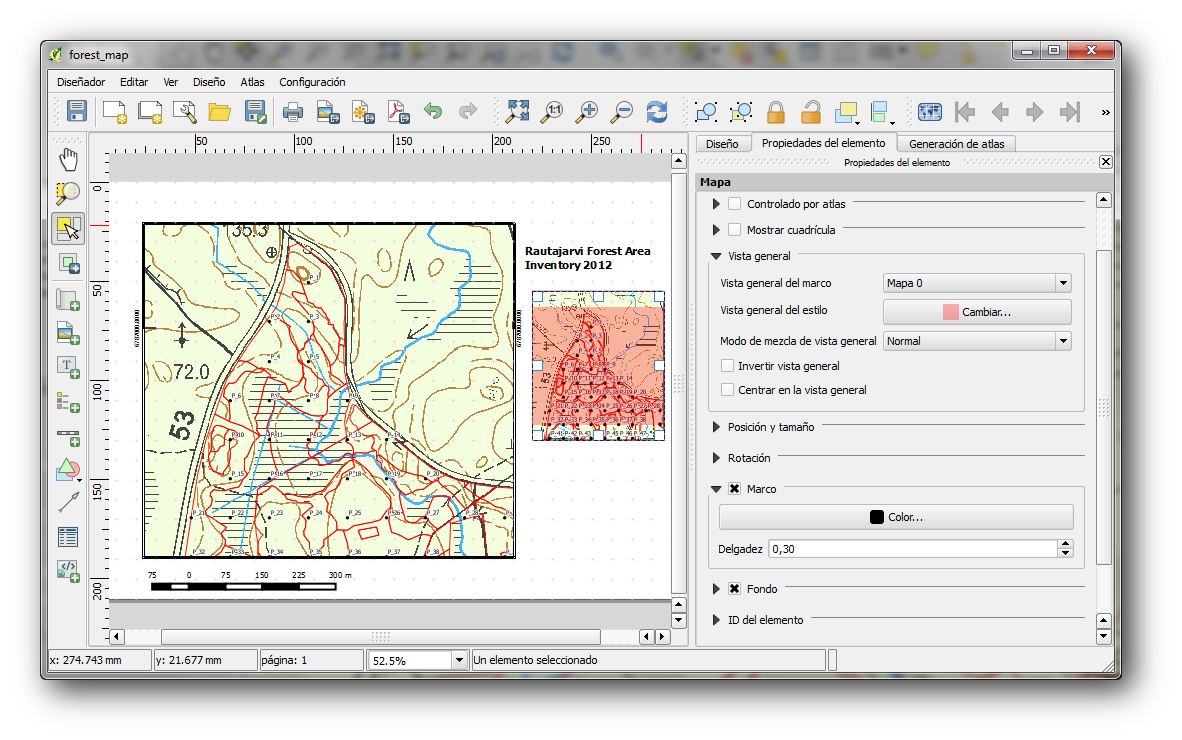 forest_map
Diseñador Editar Ver Diseño Atlas Configuración
1:1
»
50 100 150 200 250
Diseño Propiedades del elemento Generación de atlas
Propiedades del elemento
Mapa
Controlado por atlas
Mostrar cuadrícula
Vista general
Vista general del marco Mapa 0
Vista general del estilo Cambiar...
Modo de mezcla de vista general Normal
Invertir vista general
Centrar en la vista general
Posición y tamaño
Rotación
Marco
Color...
Delgadez 0,30
Fondo
ID del elemento
0
50
100
150
200
135.3
Rautajarvi Forest Area
Inventory 2012
72.0
53
P_1
P_2 P_3
P_4 P_5
P_6 P_7 P_8 P_9
P_10 P_11 P_12 P_13 P_14
P_15 P_16 P_17 P_18 P_19 P_20
P_21 P_22 P_23 P_24 P_25 P_26 P_27 P_28
P_32 P_33 P_34 P_35 P_36 P_37 P_38
75 0 75 150 225 300 m
x: 274.743 mm y: 21.677 mm página: 1 52.5% Un elemento seleccionado